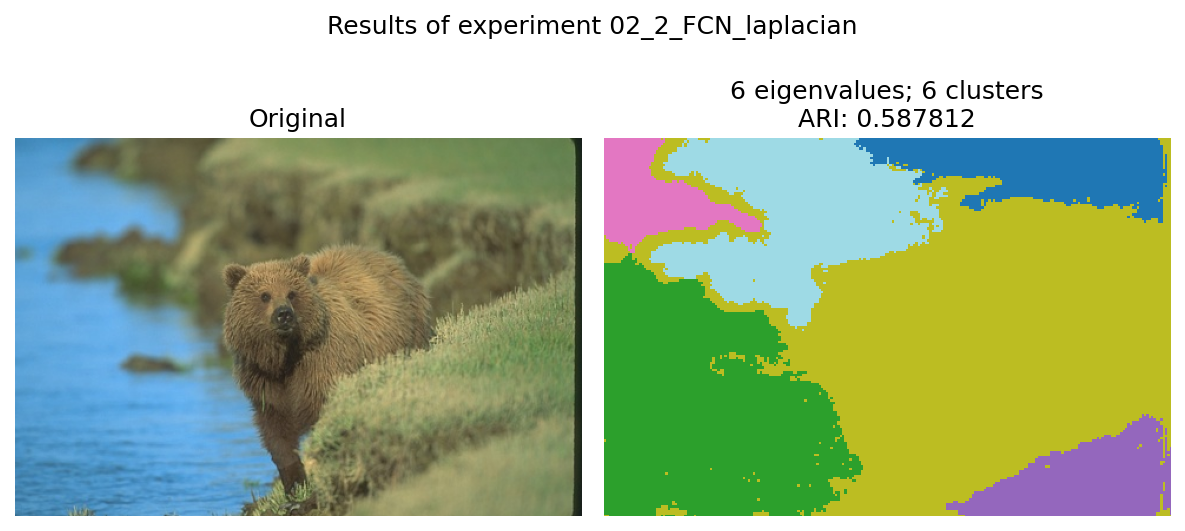 Results of experiment 02_2_FCN_laplacian
Original
6 eigenvalues; 6 clusters
ARI: 0.587812